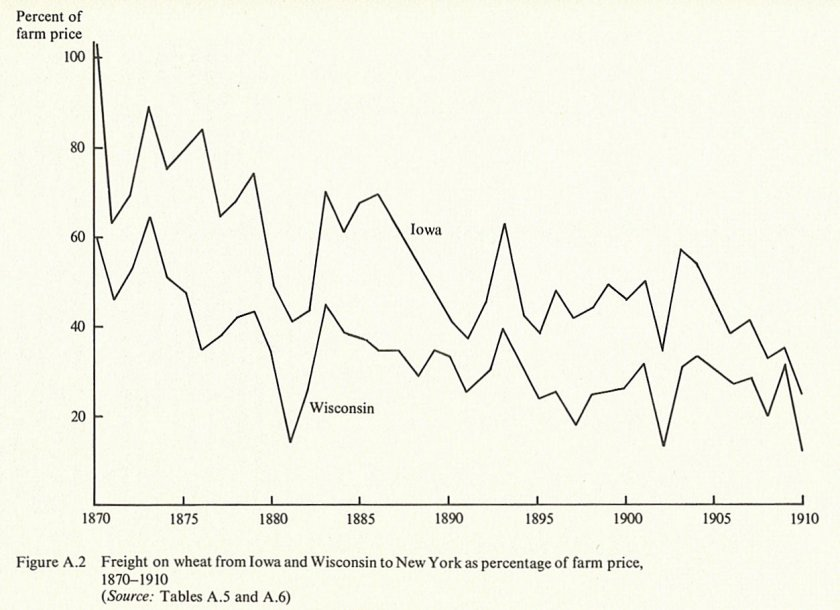 Percent of
farm price
100
80
60
40
20
Iowa
Wisconsin
1870 1875 1880 1885 1890 1895 1900 1905 1910
Figure A.2 Freight on wheat from Iowa and Wisconsin to New York as percentage of farm price,
1870–1910
(Source: Tables A.5 and A.6)